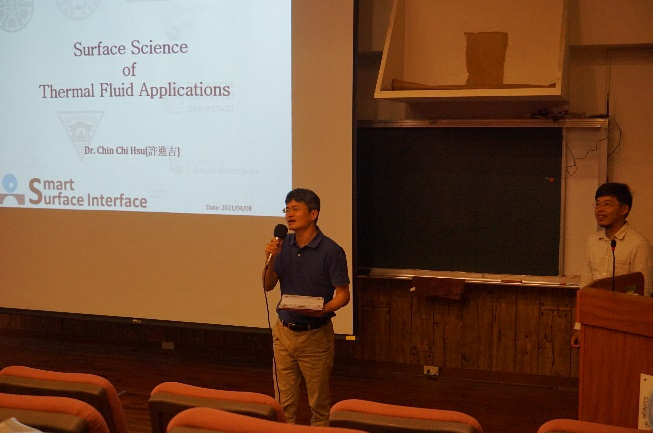 Surface Science
of
Thermal Fluid Applications
Dr. Chin Chi Hsu(許進吉)
Smart
Surface Interface
Date: 2021/04/08